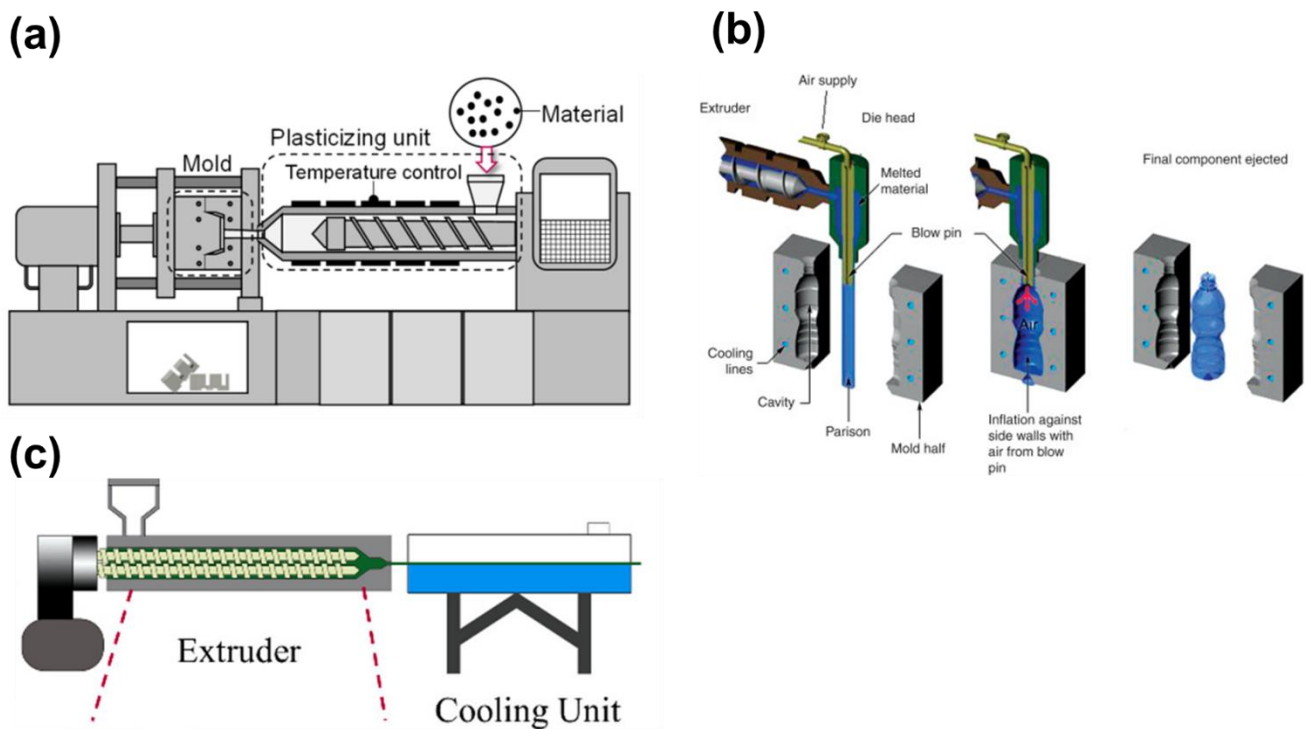 (a)
Material
Plasticizing unit
Mold
Temperature control
(b)
Air supply
Extruder
Die head
Final component ejected
Melted
material
Blow pin
Air
Cooling
lines
Cavity
Parison
Mold half
Inflation against
side walls with
air from blow
pin
(c)
Extruder
Cooling Unit